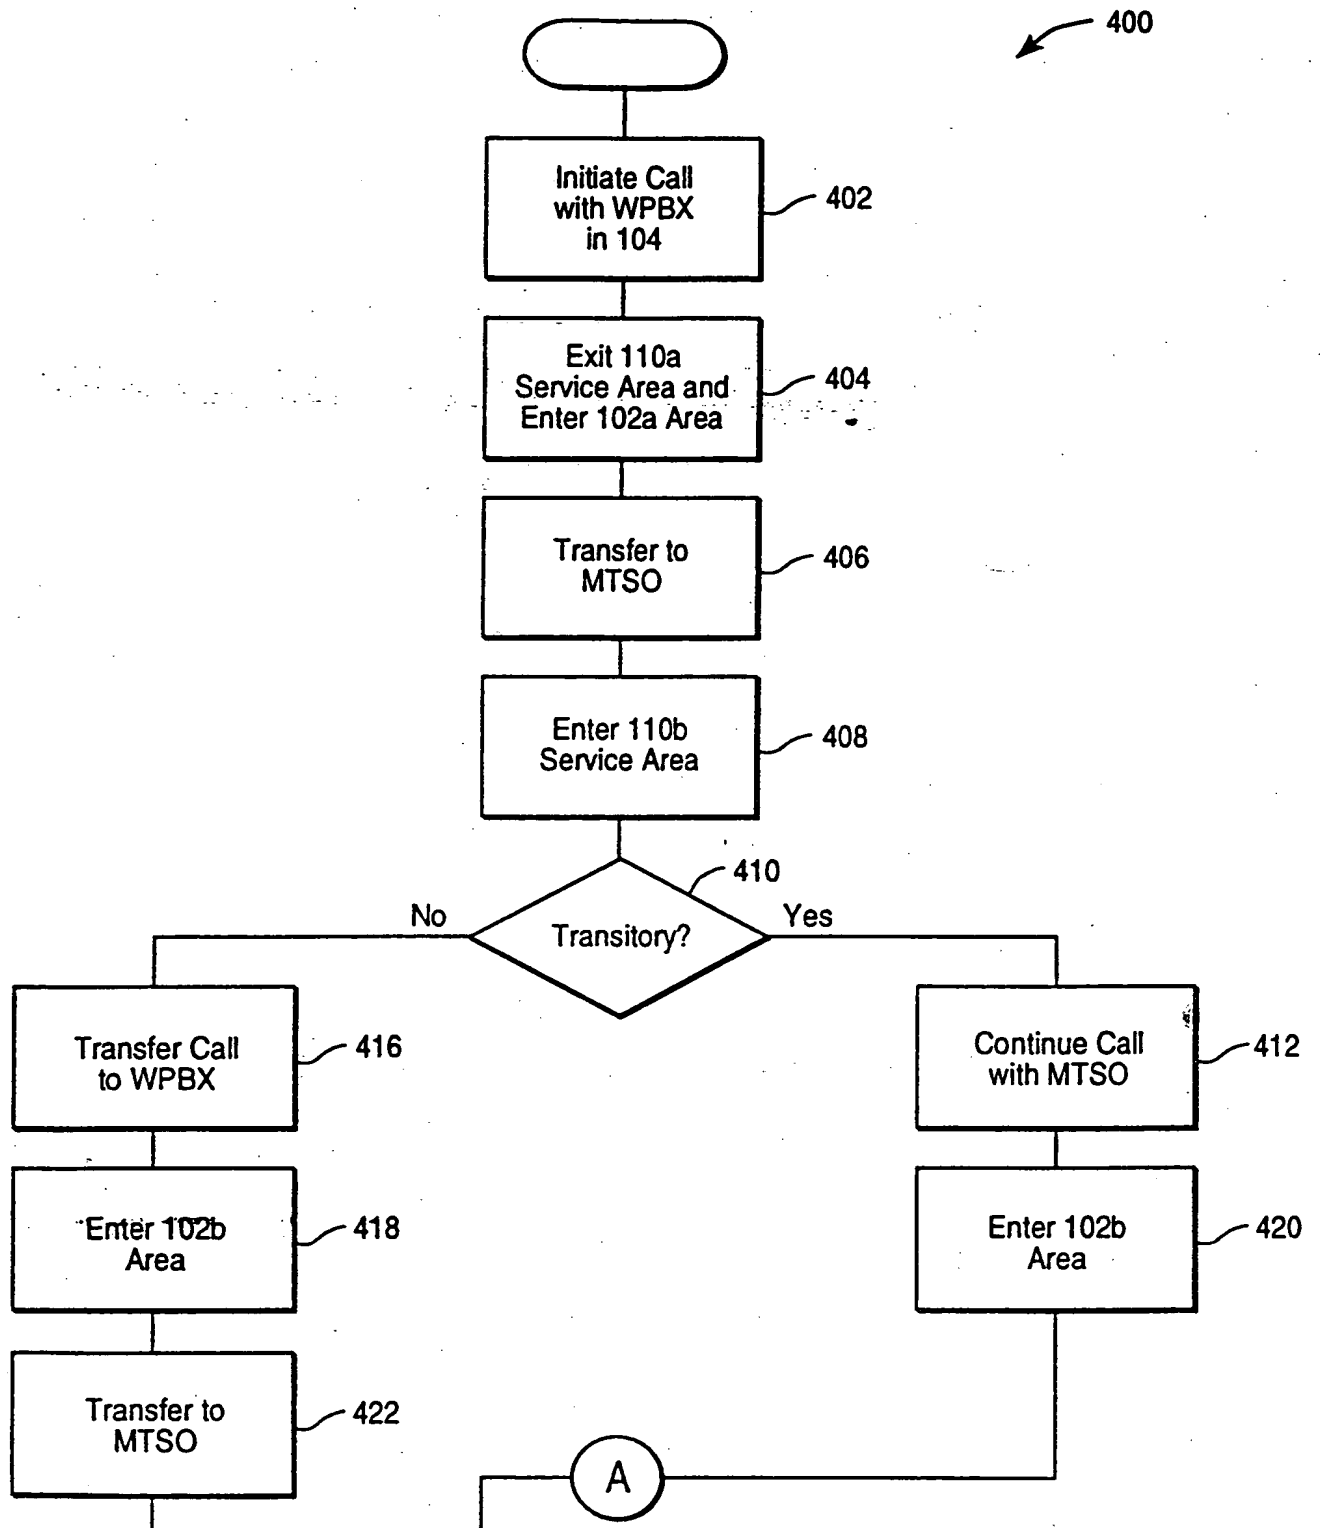 400
Initiate Call
with WPBX
in 104
402
Exit 110a
Service Area and
Enter 102a Area
404
Transfer to
MTSO
406
Enter 110b
Service Area
408
410
No
Transitory?
Yes
Transfer Call
to WPBX
416
Continue Call
with MTSO
412
Enter 102b
Area
418
Enter 102b
Area
420
Transfer to
MTSO
422
A